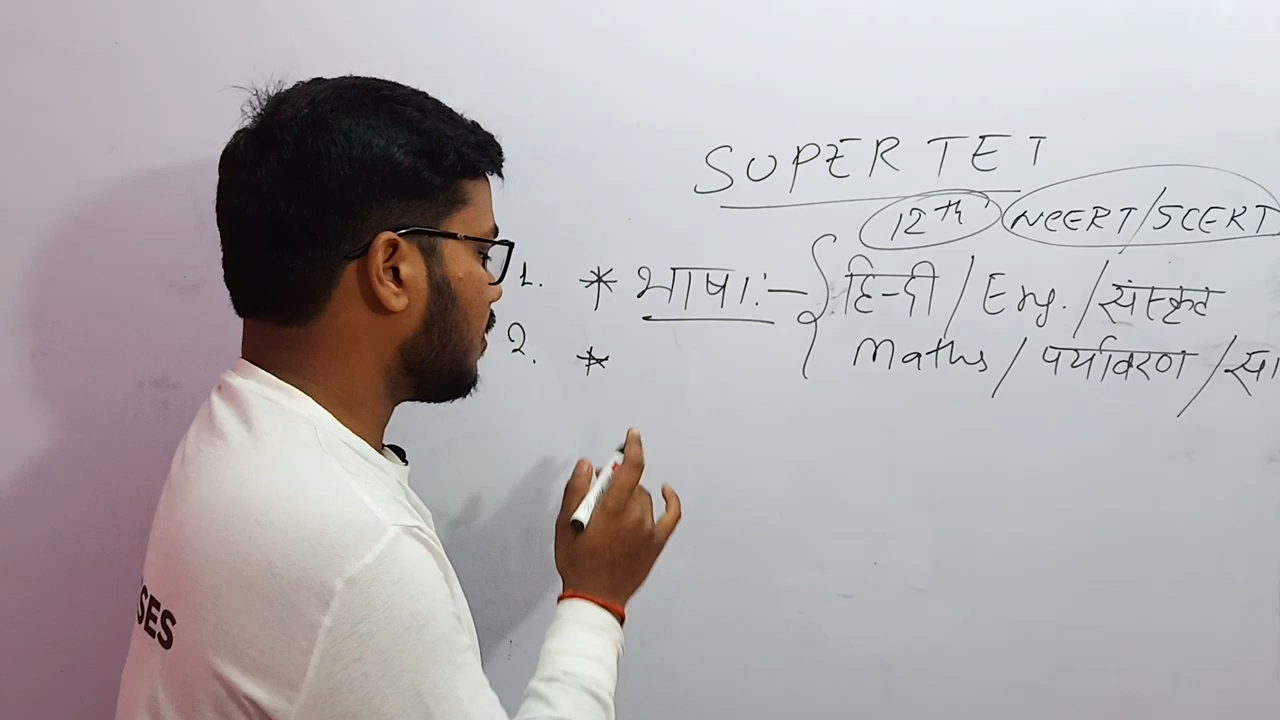 SUPER TET
12th NCERT/SCERT
1. * भाषा:- { हिन्दी / Eng. / संस्कृत
2. * Maths / पर्यावरण /
SES